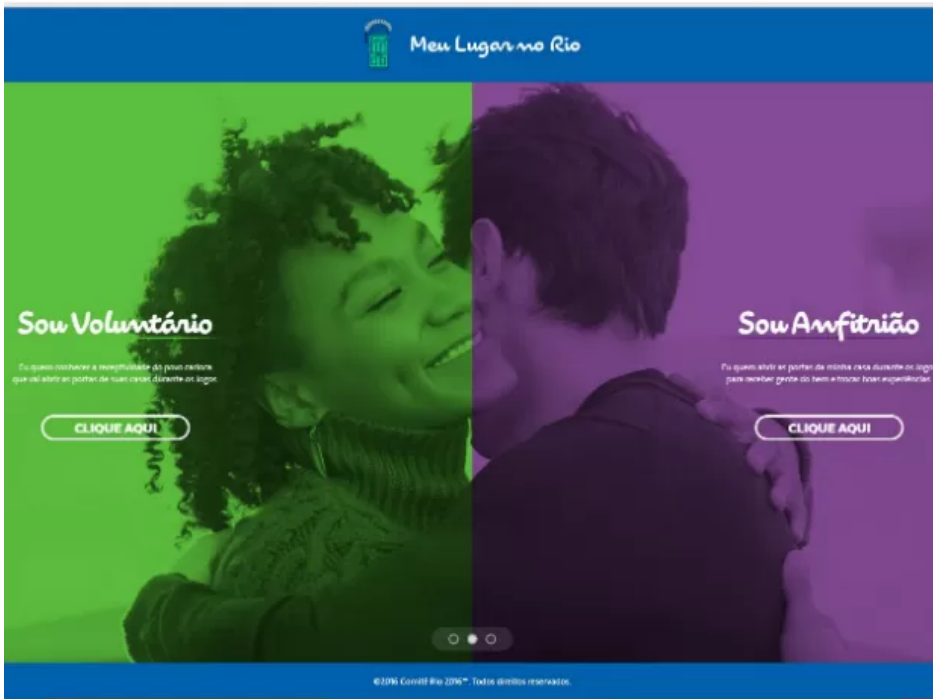 Meu Lugar no Rio
Sou Voluntário
Eu quero conhecer a receptividade do povo carioca
que vai abrir as portas de suas casas durante os jogos
CLIQUE AQUI
Sou Anfitrião
Eu quero abrir as portas da minha casa durante os jogo
para receber gente do bem e trocar boas experiências
CLIQUE AQUI
©2016 Comitê Rio 2016™. Todos direitos reservados.